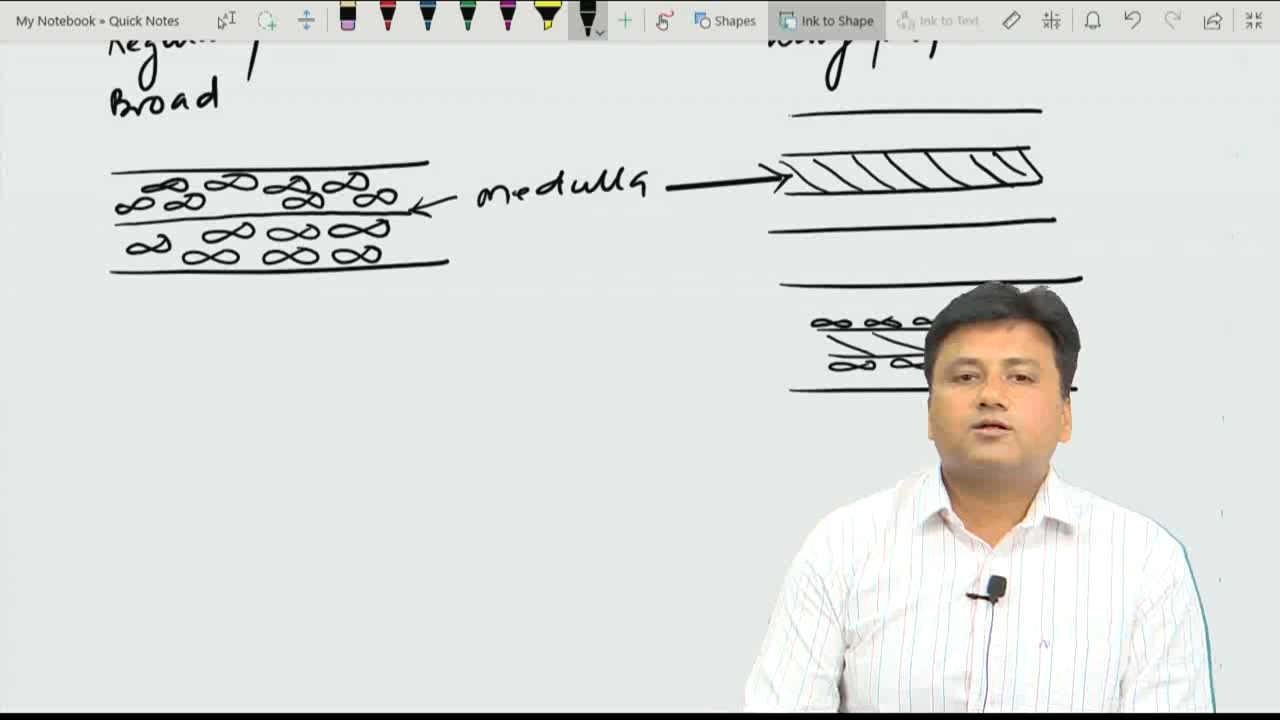 My Notebook » Quick Notes
Shapes
Ink to Shape
Ink to Text
Broad
medulla